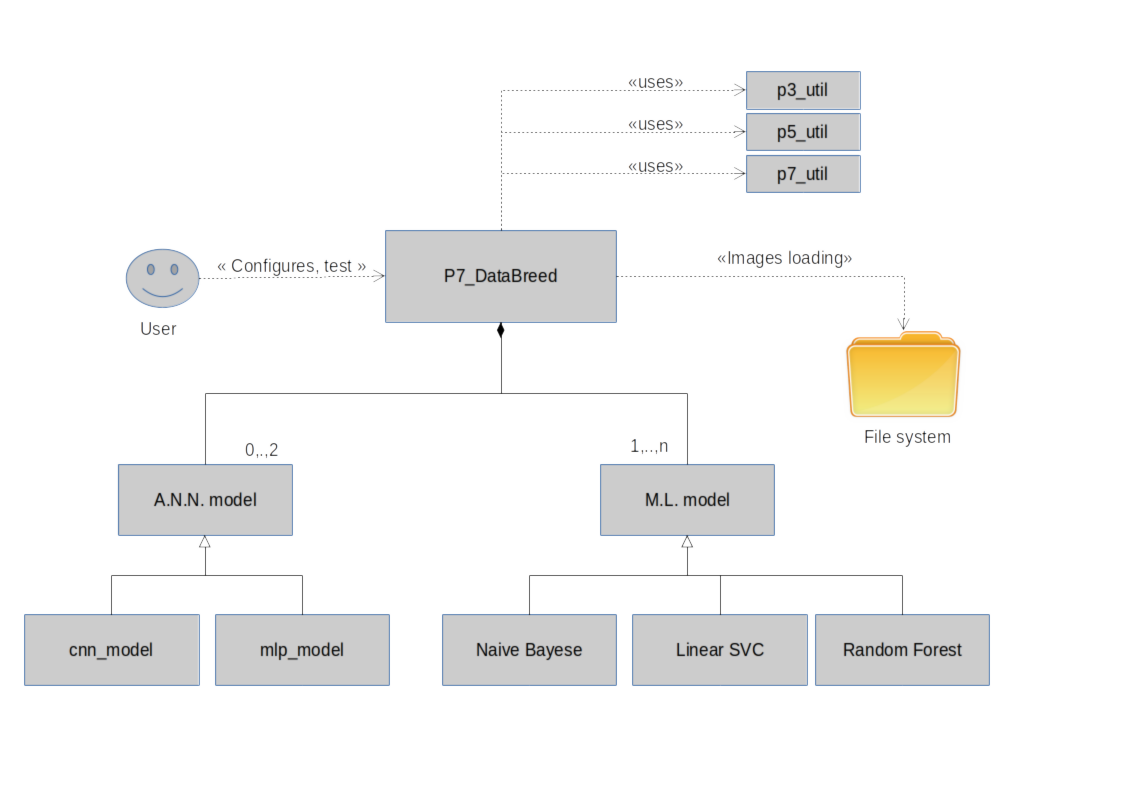 «uses»
p3_util
«uses»
p5_util
«uses»
p7_util
« Configures, test »
P7_DataBreed
«Images loading»
User
File system
0,.,2
1,..,n
A.N.N. model
M.L. model
cnn_model
mlp_model
Naive Bayese
Linear SVC
Random Forest